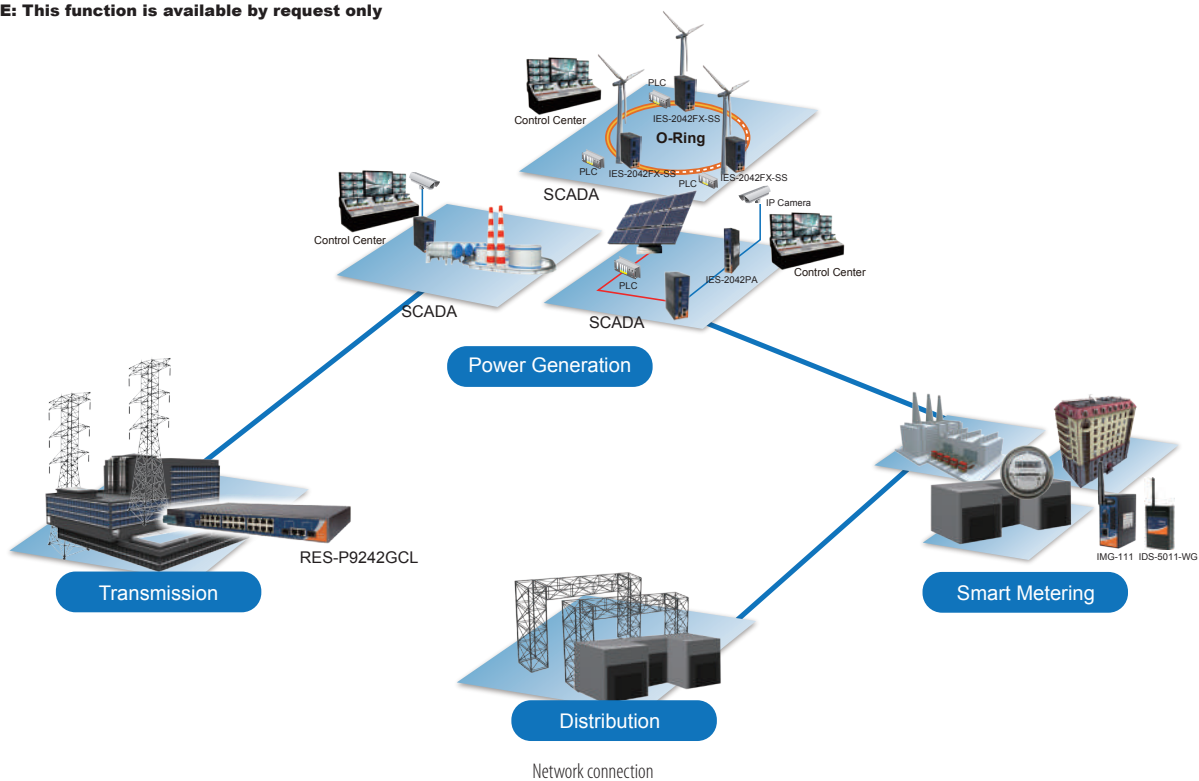 E: This function is available by request only
PLC
Control Center
IES-2042FX-SS
O-Ring
PLC
IES-2042FX-SS
PLC
IES-2042FX-SS
SCADA
IP Camera
Control Center
Control Center
IES-2042PA
PLC
SCADA
SCADA
Power Generation
RES-P9242GCL
IMG-111
IDS-5011-WG
Transmission
Smart Metering
Distribution
Network connection